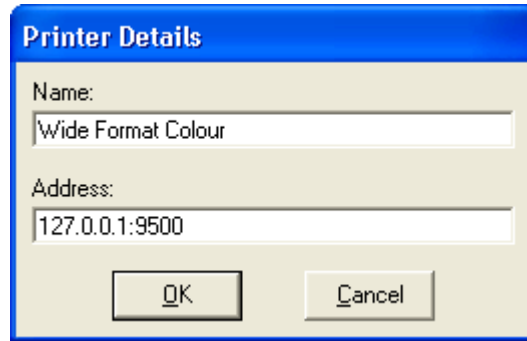 Printer Details
Name:
Wide Format Colour
Address:
127.0.0.1:9500
OK Cancel